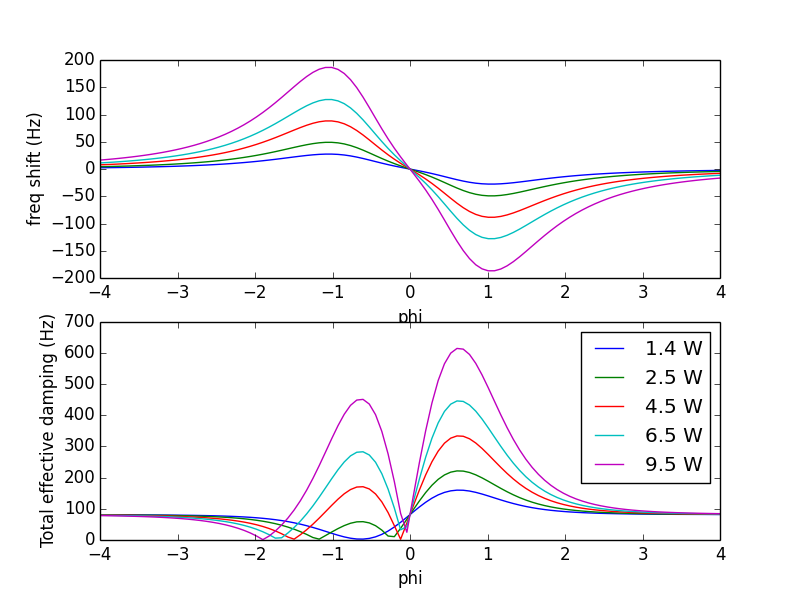 200
150
100
50
0
−50
−100
−150
−200
freq shift (Hz)
−4 −3 −2 −1 0 1 2 3 4
phi
700
600
500
400
300
200
100
0
Total effective damping (Hz)
1.4 W
2.5 W
4.5 W
6.5 W
9.5 W
−4 −3 −2 −1 0 1 2 3 4
phi